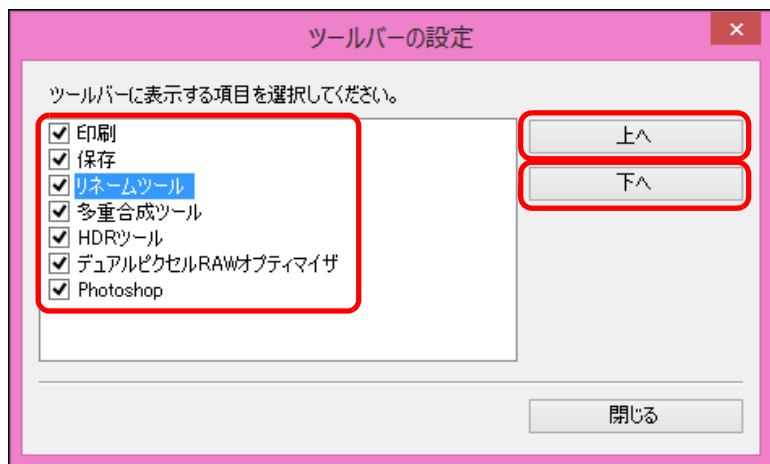 ツールバーの設定
ツールバーに表示する項目を選択してください。
印刷
保存
リネームツール
多重合成ツール
HDRツール
デュアルピクセルRAWオプティマイザ
Photoshop
上へ
下へ
閉じる